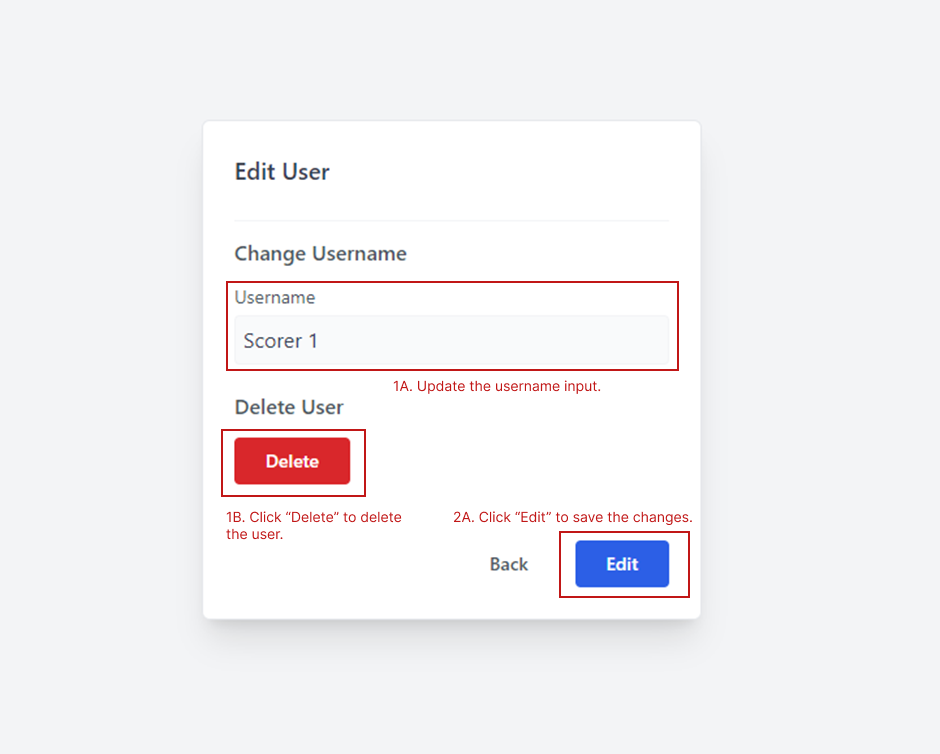 Edit User
Change Username
Username
Scorer 1
1A. Update the username input.
Delete User
Delete
1B. Click “Delete” to delete
the user.
2A. Click “Edit” to save the changes.
Back
Edit